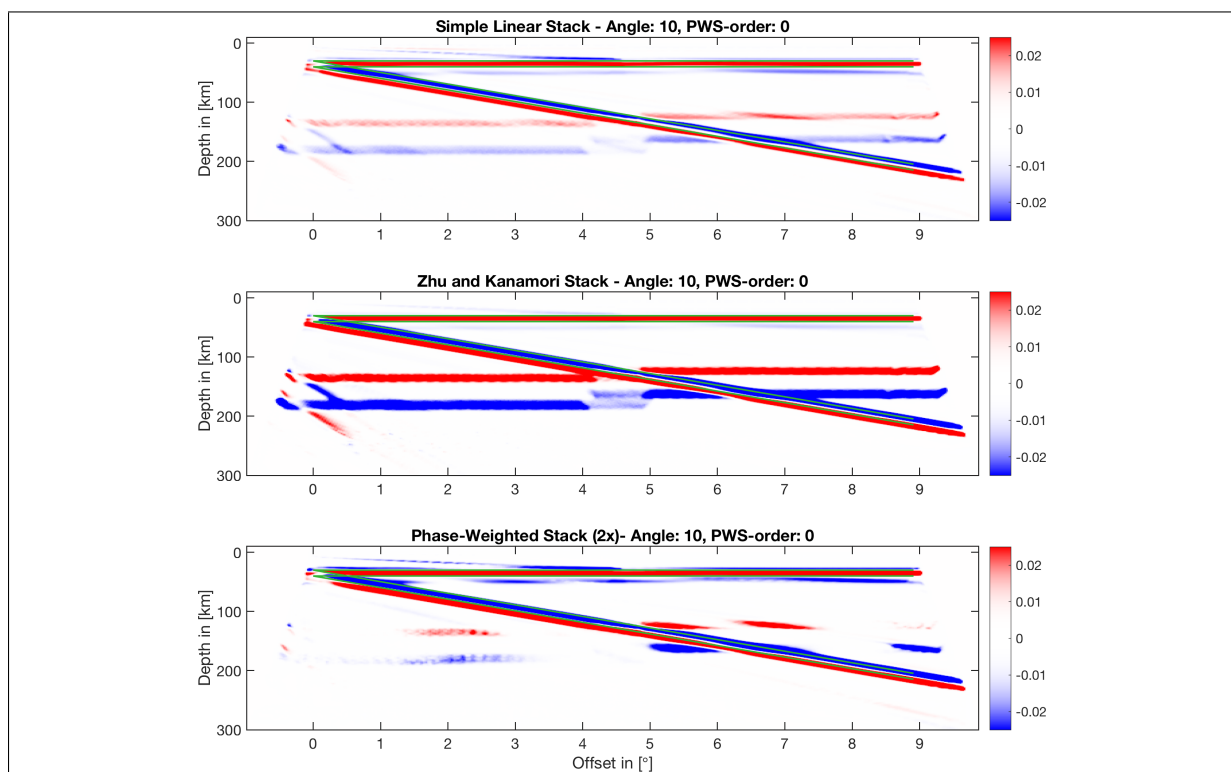 Simple Linear Stack - Angle: 10, PWS-order: 0
0
100
200
300
Depth in [km]
0 1 2 3 4 5 6 7 8 9
0.02
0.01
0
-0.01
-0.02
Zhu and Kanamori Stack - Angle: 10, PWS-order: 0
0
100
200
300
Depth in [km]
0 1 2 3 4 5 6 7 8 9
0.02
0.01
0
-0.01
-0.02
Phase-Weighted Stack (2x)- Angle: 10, PWS-order: 0
0
100
200
300
Depth in [km]
0 1 2 3 4 5 6 7 8 9
Offset in [°]
0.02
0.01
0
-0.01
-0.02